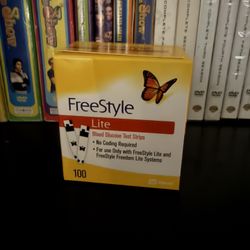 FreeStyle
Lite
Blood Glucose Test Strips
• No Coding Required
• For use Only with FreeStyle Lite and
FreeStyle Freedom Lite Systems
100
Abbott